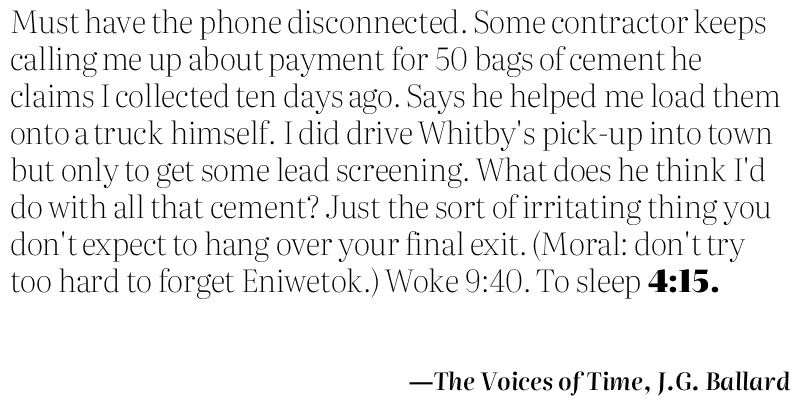 Must have the phone disconnected. Some contractor keeps
calling me up about payment for 50 bags of cement he
claims I collected ten days ago. Says he helped me load them
onto a truck himself. I did drive Whitby's pick-up into town
but only to get some lead screening. What does he think I'd
do with all that cement? Just the sort of irritating thing you
don't expect to hang over your final exit. (Moral: don't try
too hard to forget Eniwetok.) Woke 9:40. To sleep 4:15.
—The Voices of Time, J.G. Ballard